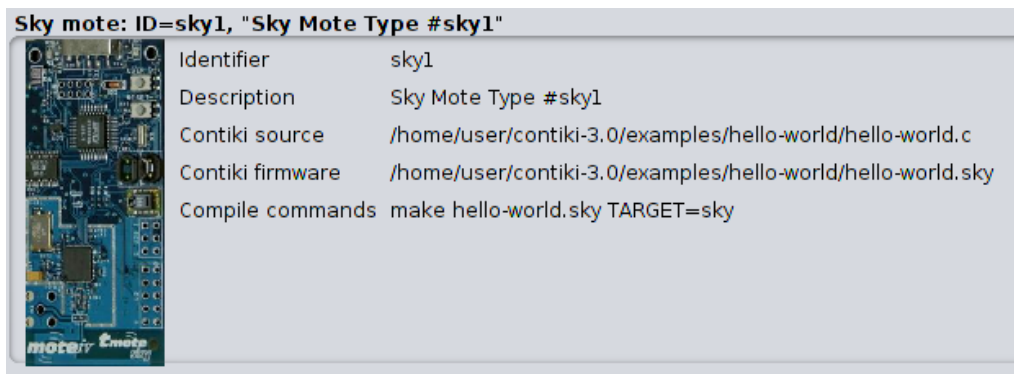 Sky mote: ID=sky1, "Sky Mote Type #sky1"
Identifier sky1
Description Sky Mote Type #sky1
Contiki source /home/user/contiki-3.0/examples/hello-world/hello-world.c
Contiki firmware /home/user/contiki-3.0/examples/hello-world/hello-world.sky
Compile commands make hello-world.sky TARGET=sky
moteiv tmote